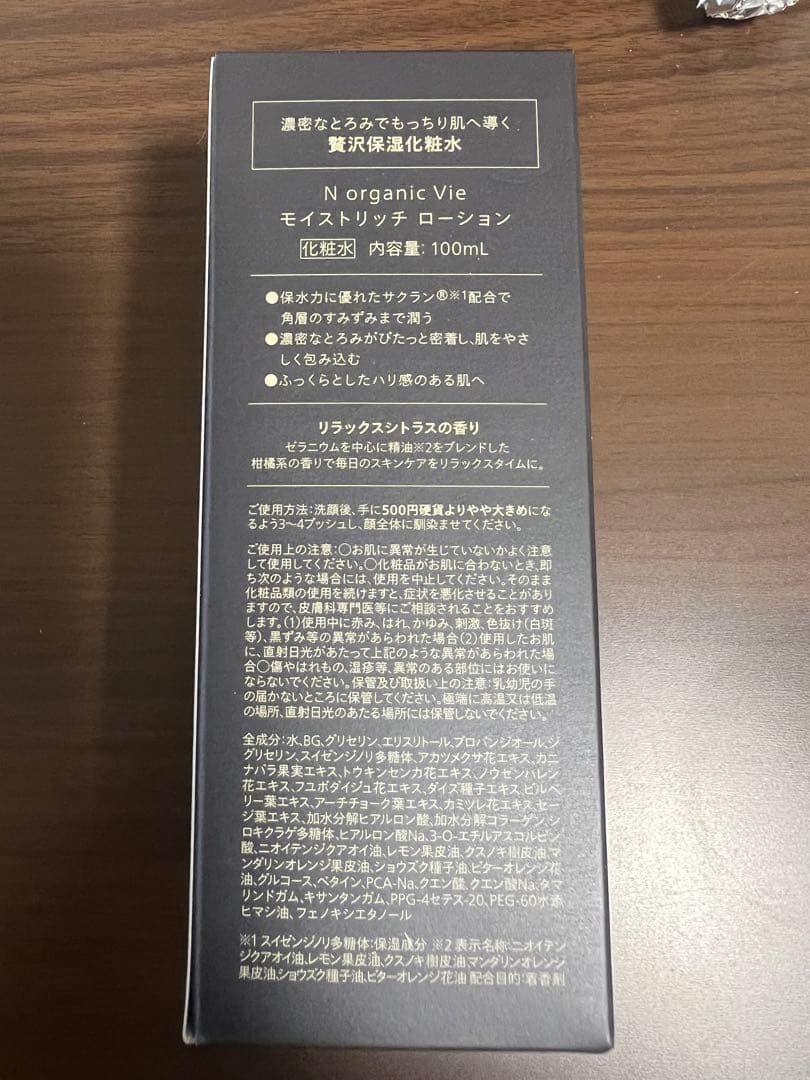 濃密なとろみでもっちり肌へ導く
贅沢保湿化粧水
N organic Vie
モイストリッチ ローション
化粧水 内容量：100mL
●保水力に優れたサクラン®※1配合で
角層のすみずみまで潤う
●濃密なとろみがぴたっと密着し、肌をやさ
しく包み込む
●ふっくらとしたハリ感のある肌へ
リラックスシトラスの香り
ゼラニウムを中心に精油※2をブレンドした
柑橘系の香りで毎日のスキンケアをリラックスタイムに。
ご使用方法：洗顔後、手に500円硬貨よりやや大きめにな
るよう3〜4プッシュし、顔全体に馴染ませてください。
ご使用上の注意：○お肌に異常が生じていないかよく注意
して使用してください。○化粧品がお肌に合わないとき、即
ち次のような場合には、使用を中止してください。そのまま
化粧品類の使用を続けますと、症状を悪化させることがあり
ますので、皮膚科専門医等にご相談されることをおすすめ
します。(1)使用中に赤み、はれ、かゆみ、刺激、色抜け(白斑
等)、黒ずみ等の異常があらわれた場合(2)使用したお肌
に、直射日光があたって上記のような異常があらわれた場
合○傷やはれもの、湿疹等、異常のある部位にはお使いに
ならないでください。保管及び取扱い上の注意：乳幼児の手
の届かないところに保管してください。極端に高温又は低温
の場所、直射日光のあたる場所には保管しないでください。
全成分：水、BG、グリセリン、エリスリトール、プロパンジオール、ジ
グリセリン、スイゼンジノリ多糖体、アカツメクサ花エキス、カニ
ナバラ果実エキス、トウキンセンカ花エキス、ノウゼンハレン
花エキス、フユボダイジュ花エキス、ダイズ種子エキス、ビルベ
リー葉エキス、アーチチョーク葉エキス、カミツレ花エキス、セー
ジ葉エキス、加水分解ヒアルロン酸、加水分解コラーゲン、シ
ロキクラゲ多糖体、ヒアルロン酸Na、3-O-エチルアスコルビン
酸、ニオイテンジクアオイ油、レモン果皮油、クスノキ樹皮油、マ
ンダリンオレンジ果皮油、ショウズク種子油、ビターオレンジ花
油、グルコース、ベタイン、PCA-Na、クエン酸、クエン酸Na、タマ
リンドガム、キサンタンガム、PPG-4セテス-20、PEG-60水添
ヒマシ油、フェノキシエタノール
※1 スイゼンジノリ多糖体：保湿成分 ※2 表示名称：ニオイテン
ジクアオイ油、レモン果皮油、クスノキ樹皮油、マンダリンオレンジ
果皮油、ショウズク種子油、ビターオレンジ花油 配合目的：着香剤